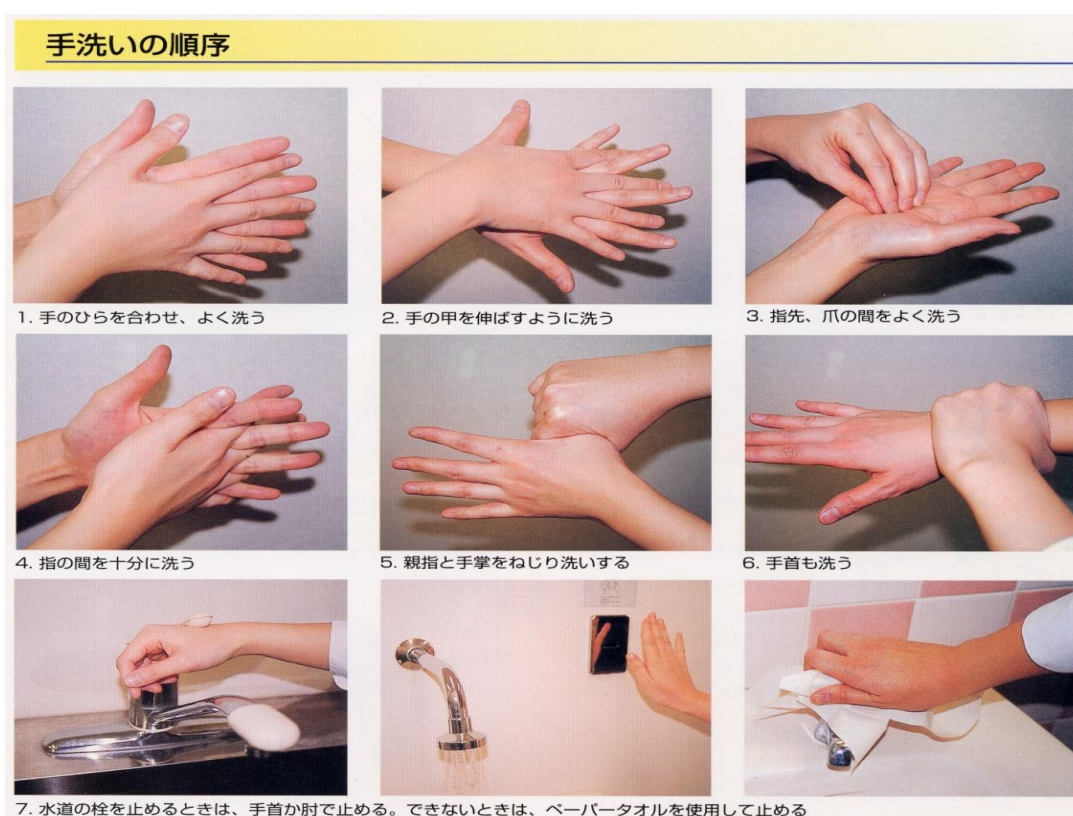 手洗いの順序
1. 手のひらを合わせ、よく洗う
2. 手の甲を伸ばすように洗う
3. 指先、爪の間をよく洗う
4. 指の間を十分に洗う
5. 親指と手掌をねじり洗いする
6. 手首も洗う
7. 水道の栓を止めるときは、手首か肘で止める。できないときは、ペーパータオルを使用して止める